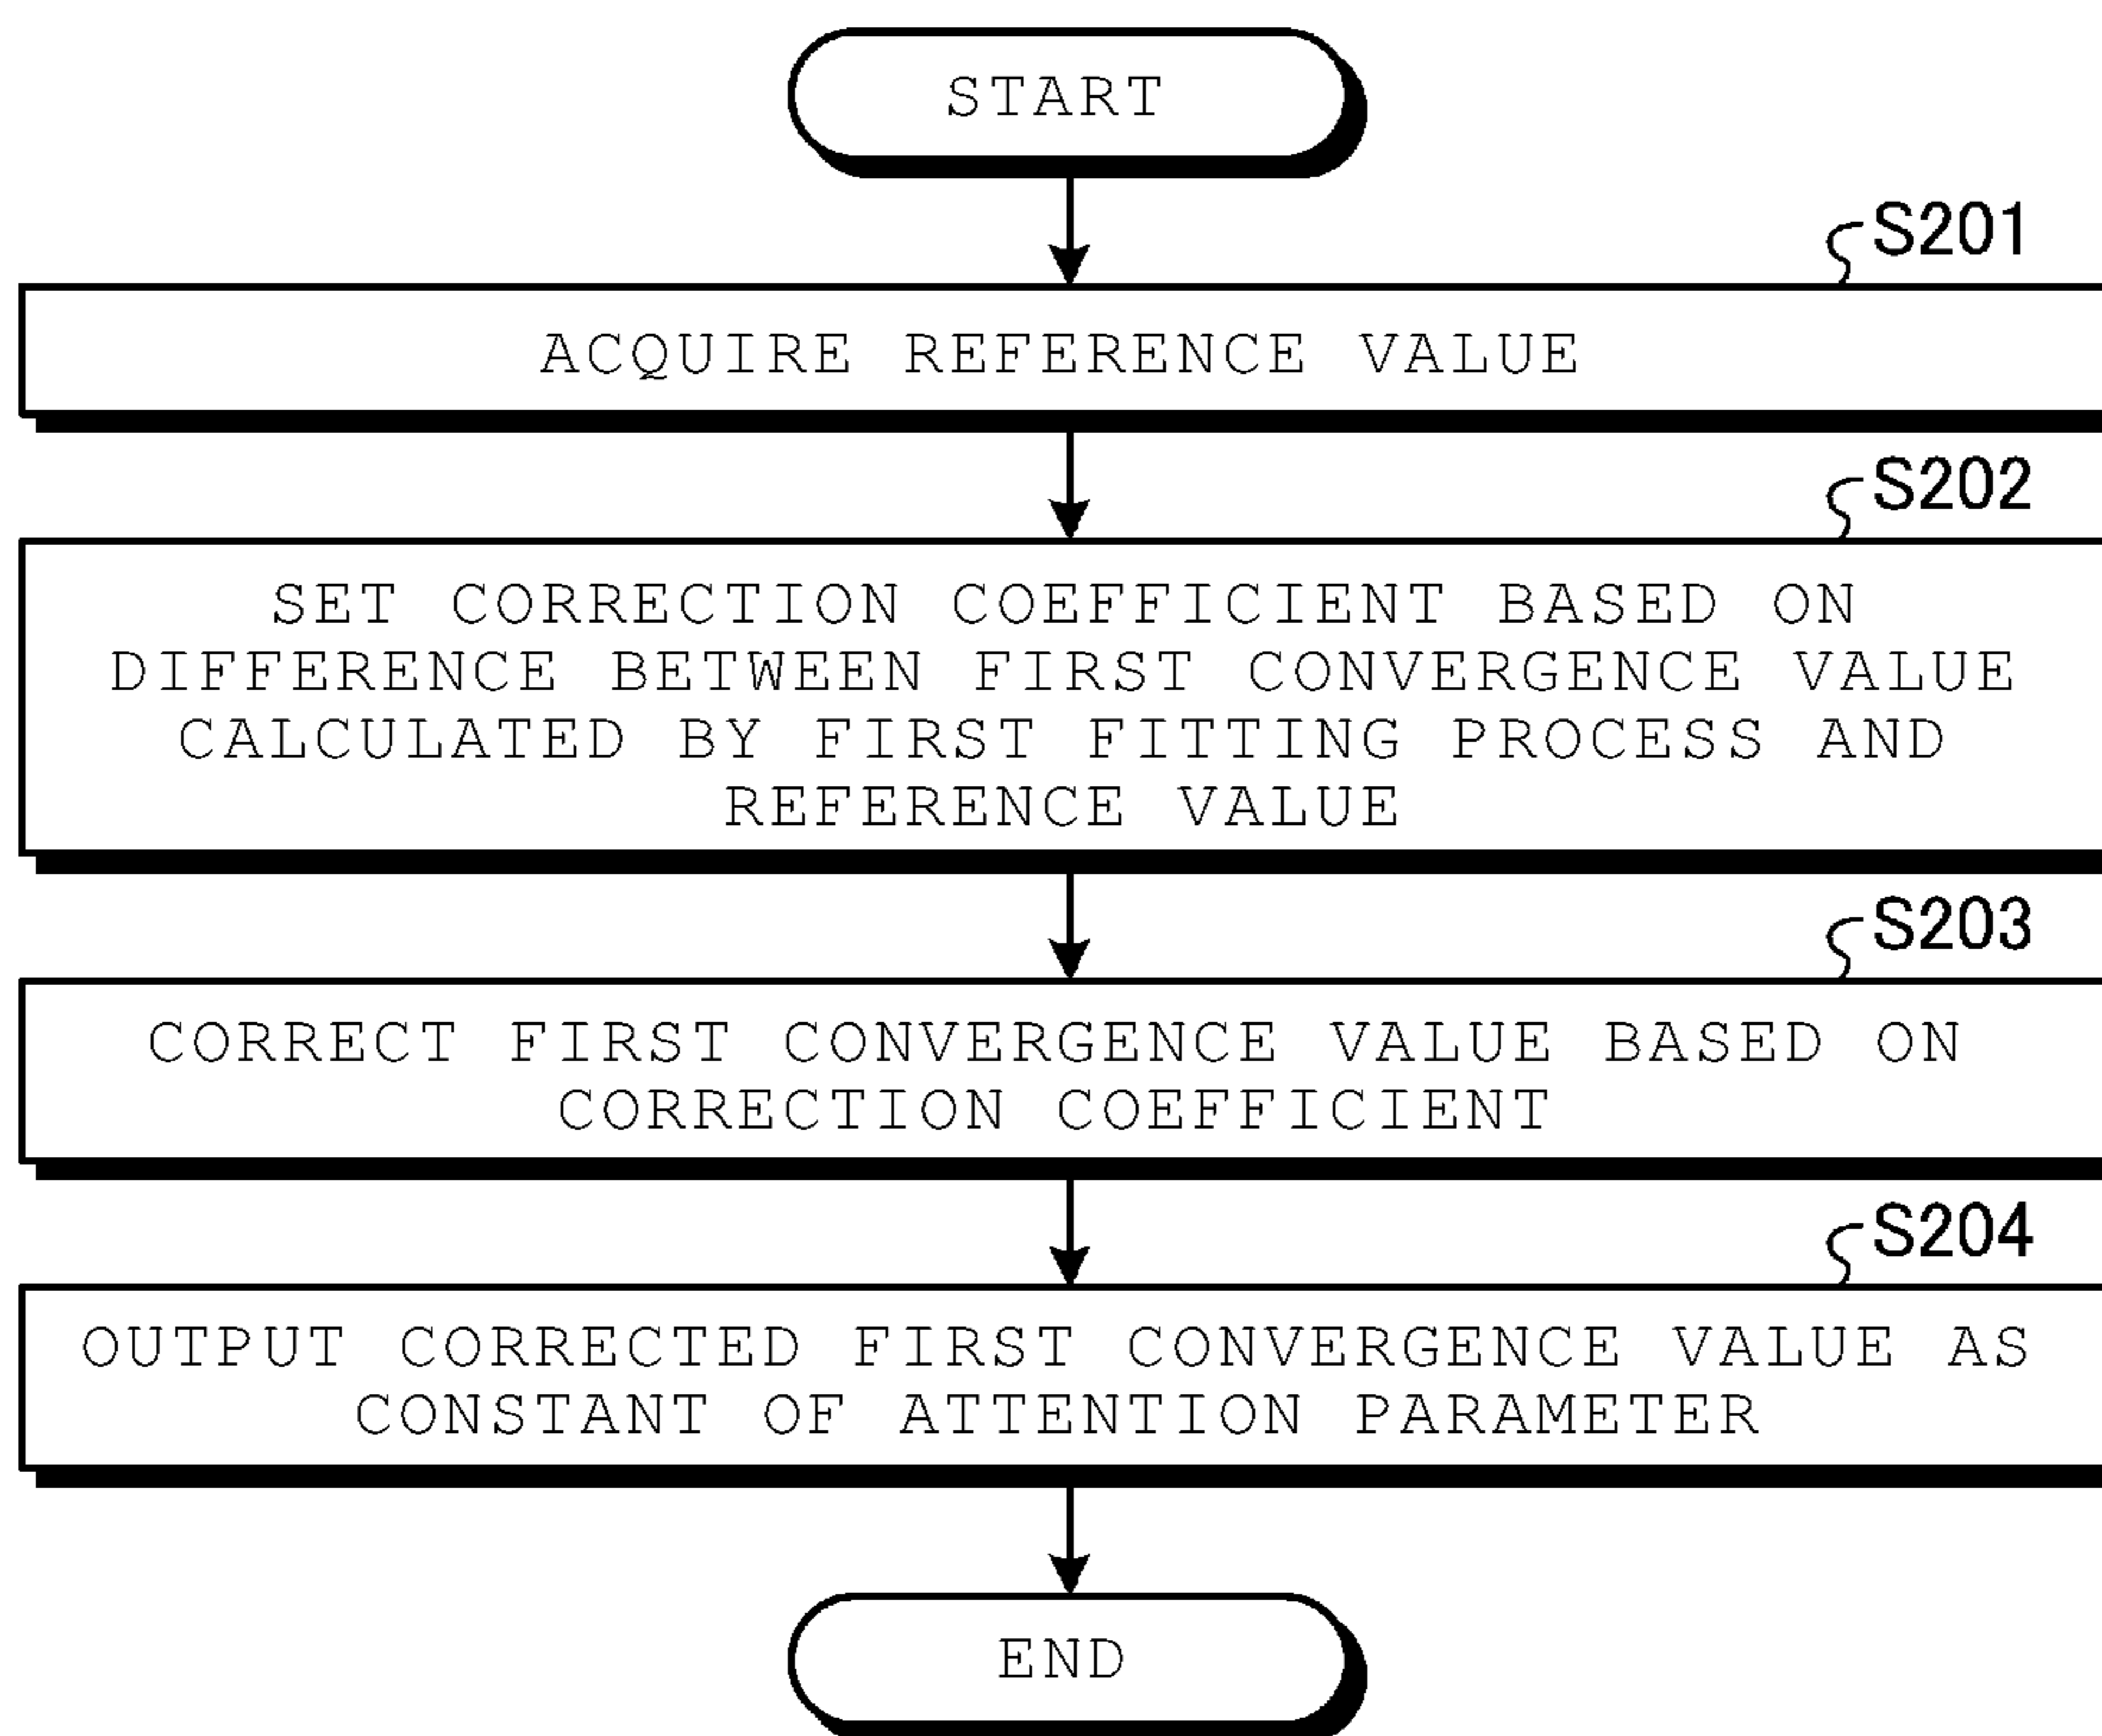 START
S201
ACQUIRE REFERENCE VALUE
S202
SET CORRECTION COEFFICIENT BASED ON
DIFFERENCE BETWEEN FIRST CONVERGENCE VALUE
CALCULATED BY FIRST FITTING PROCESS AND
REFERENCE VALUE
S203
CORRECT FIRST CONVERGENCE VALUE BASED ON
CORRECTION COEFFICIENT
S204
OUTPUT CORRECTED FIRST CONVERGENCE VALUE AS
CONSTANT OF ATTENTION PARAMETER
END